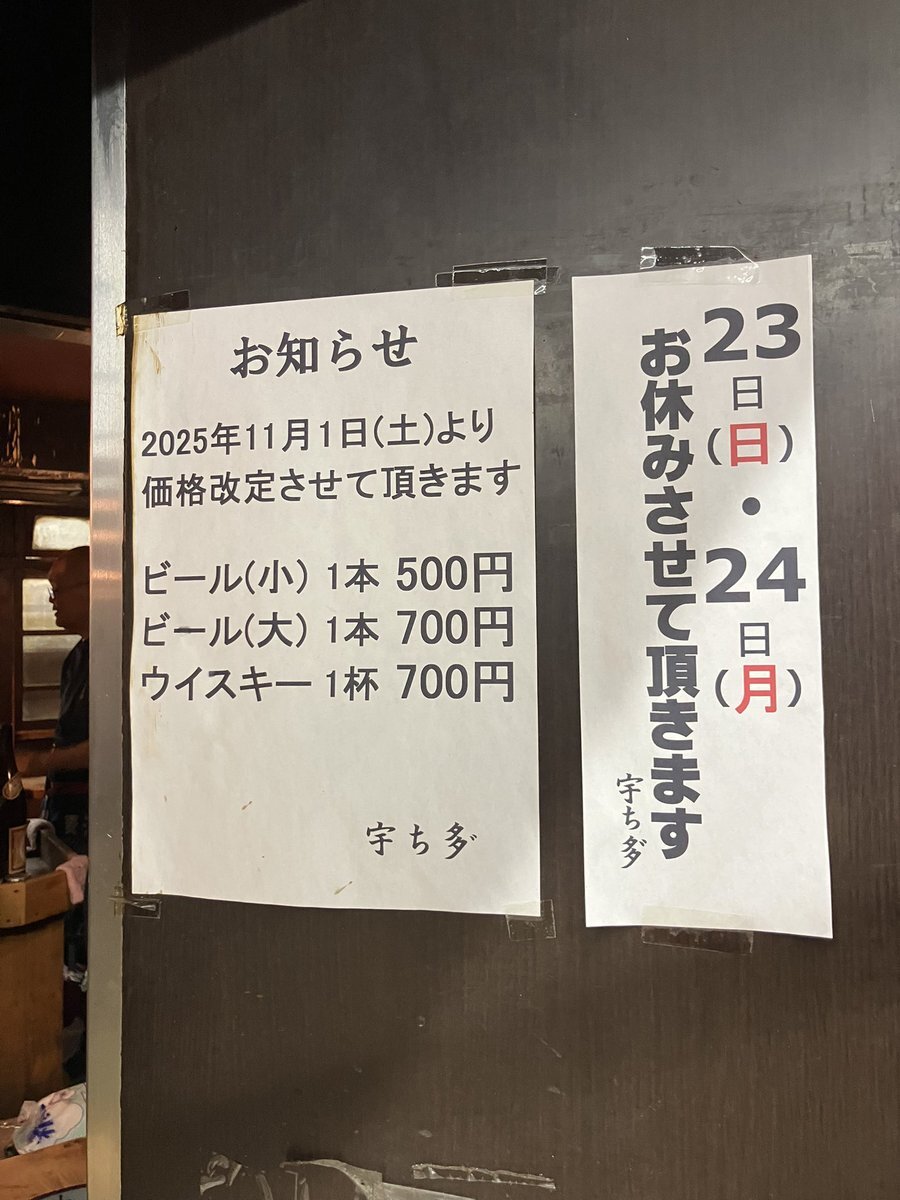 お知らせ
2025年11月1日(土)より
価格改定させて頂きます
ビール(小) 1本 500円
ビール(大) 1本 700円
ウイスキー 1杯 700円
宇ち多゛
23日(日)・24日(月)
お休みさせて頂きます
宇ち多゛